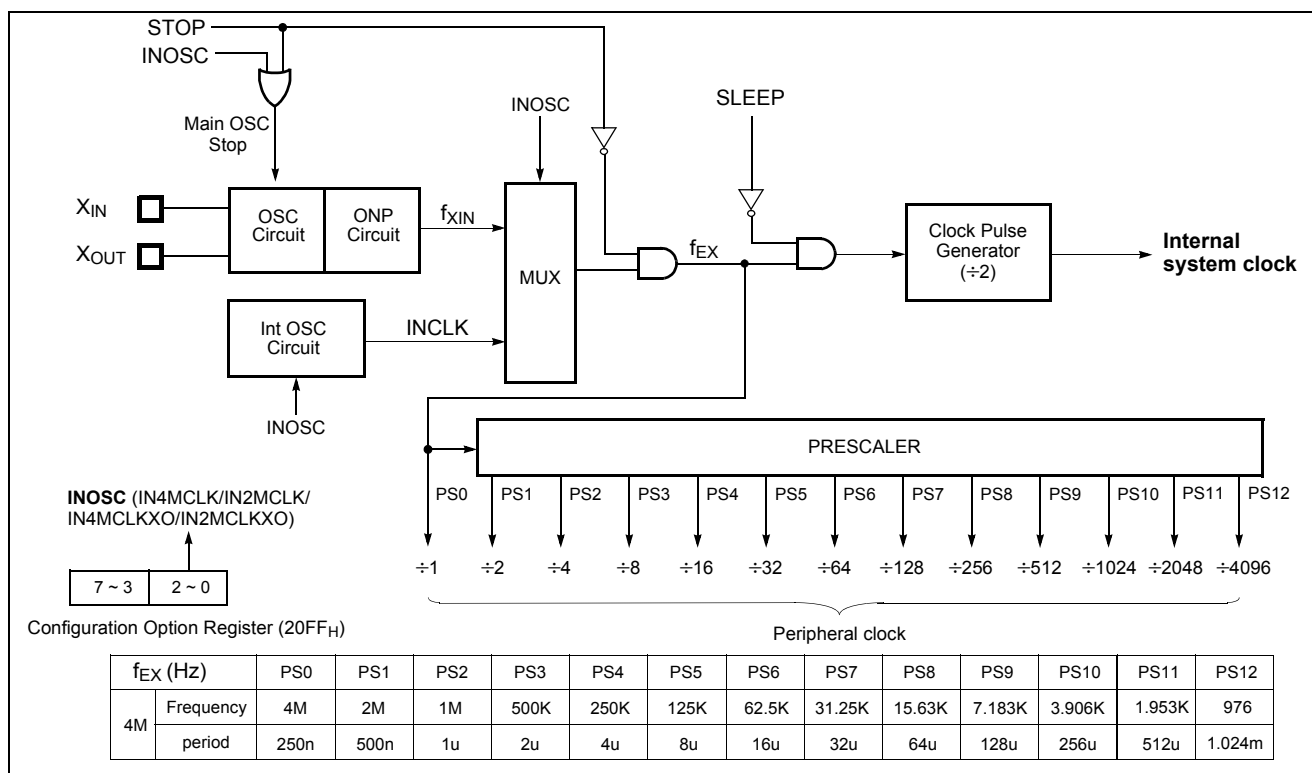 STOP
INOSC
Main OSC
Stop
INOSC
SLEEP
XIN
XOUT
OSC
Circuit
ONP
Circuit
fXIN
MUX
fEX
Clock Pulse
Generator
(÷2)
Internal
system clock
Int OSC
Circuit
INCLK
INOSC
PRESCALER
PS0 PS1 PS2 PS3 PS4 PS5 PS6 PS7 PS8 PS9 PS10 PS11 PS12
÷1 ÷2 ÷4 ÷8 ÷16 ÷32 ÷64 ÷128 ÷256 ÷512 ÷1024 ÷2048 ÷4096
Peripheral clock
INOSC (IN4MCLK/IN2MCLK/
IN4MCLKXO/IN2MCLKXO)
7 ~ 3 2 ~ 0
Configuration Option Register (20FFH)
fEX (Hz) PS0 PS1 PS2 PS3 PS4 PS5 PS6 PS7 PS8 PS9 PS10 PS11 PS12
4M Frequency 4M 2M 1M 500K 250K 125K 62.5K 31.25K 15.63K 7.183K 3.906K 1.953K 976
period 250n 500n 1u 2u 4u 8u 16u 32u 64u 128u 256u 512u 1.024m